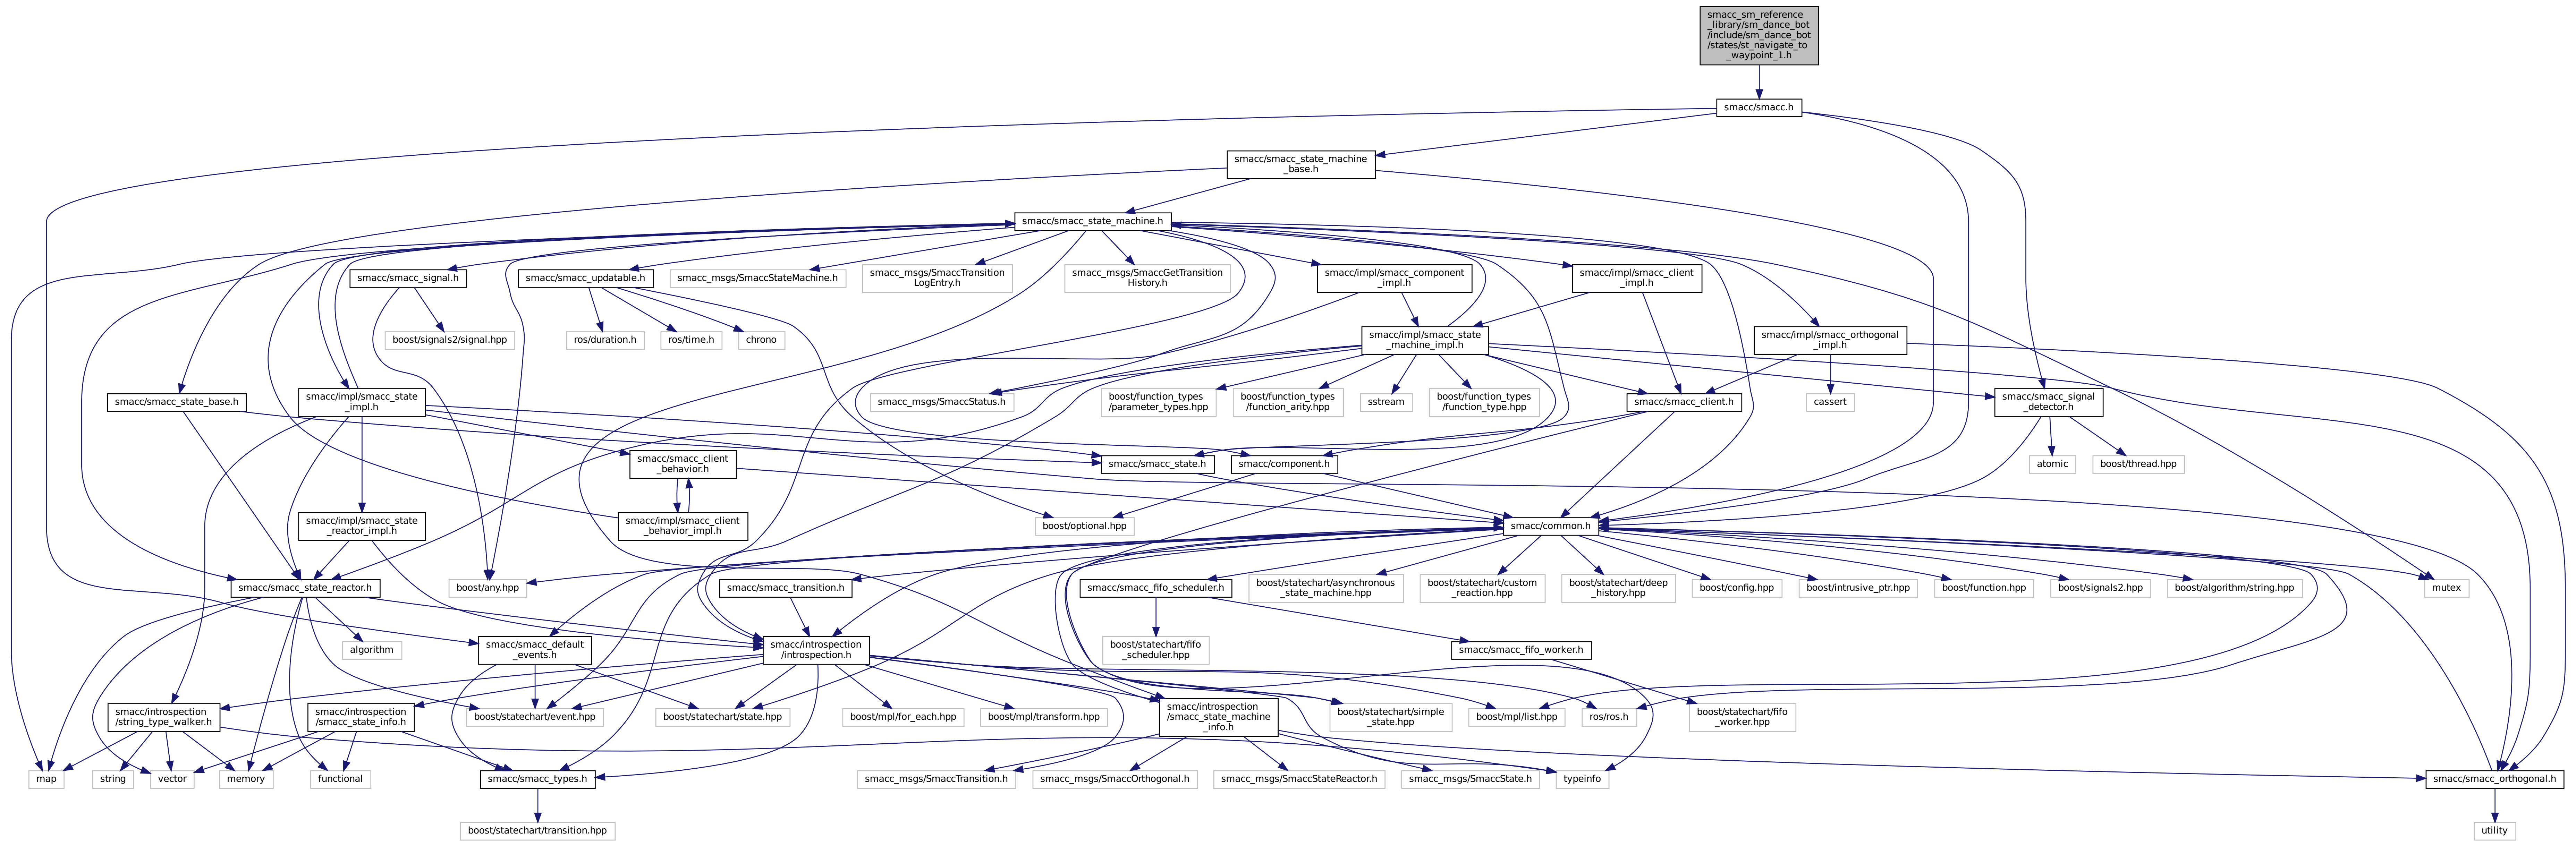 smacc_sm_reference
_library/sm_dance_bot
/include/sm_dance_bot
/states/st_navigate_to
_waypoint_1.h
smacc/smacc.h
smacc/smacc_state_machine
_base.h
smacc/smacc_state_machine.h
smacc/smacc_signal.h
smacc/smacc_updatable.h
smacc_msgs/SmaccStateMachine.h
smacc_msgs/SmaccTransition
LogEntry.h
smacc_msgs/SmaccGetTransition
History.h
smacc/impl/smacc_component
_impl.h
smacc/impl/smacc_client
_impl.h
boost/signals2/signal.hpp
ros/duration.h
ros/time.h
chrono
smacc/impl/smacc_state
_machine_impl.h
smacc/impl/smacc_orthogonal
_impl.h
smacc/smacc_state_base.h
smacc/impl/smacc_state
_impl.h
smacc_msgs/SmaccStatus.h
boost/function_types
/parameter_types.hpp
boost/function_types
/function_arity.hpp
sstream
boost/function_types
/function_type.hpp
smacc/smacc_client.h
cassert
smacc/smacc_signal
_detector.h
smacc/smacc_client
_behavior.h
smacc/smacc_state.h
smacc/component.h
atomic
boost/thread.hpp
smacc/impl/smacc_state
_reactor_impl.h
smacc/impl/smacc_client
_behavior_impl.h
boost/optional.hpp
smacc/common.h
smacc/smacc_state_reactor.h
boost/any.hpp
smacc/smacc_transition.h
smacc/smacc_fifo_scheduler.h
boost/statechart/asynchronous
_state_machine.hpp
boost/statechart/custom
_reaction.hpp
boost/statechart/deep
_history.hpp
boost/config.hpp
boost/intrusive_ptr.hpp
boost/function.hpp
boost/signals2.hpp
boost/algorithm/string.hpp
mutex
algorithm
smacc/smacc_default
_events.h
smacc/introspection
/introspection.h
boost/statechart/fifo
_scheduler.hpp
smacc/smacc_fifo_worker.h
smacc/introspection
/string_type_walker.h
smacc/introspection
/smacc_state_info.h
boost/statechart/event.hpp
boost/statechart/state.hpp
boost/mpl/for_each.hpp
boost/mpl/transform.hpp
smacc/introspection
/smacc_state_machine
_info.h
boost/statechart/simple
_state.hpp
boost/mpl/list.hpp
ros/ros.h
boost/statechart/fifo
_worker.hpp
map
string
vector
memory
functional
smacc/smacc_types.h
smacc_msgs/SmaccTransition.h
smacc_msgs/SmaccOrthogonal.h
smacc_msgs/SmaccStateReactor.h
smacc_msgs/SmaccState.h
typeinfo
smacc/smacc_orthogonal.h
boost/statechart/transition.hpp
utility